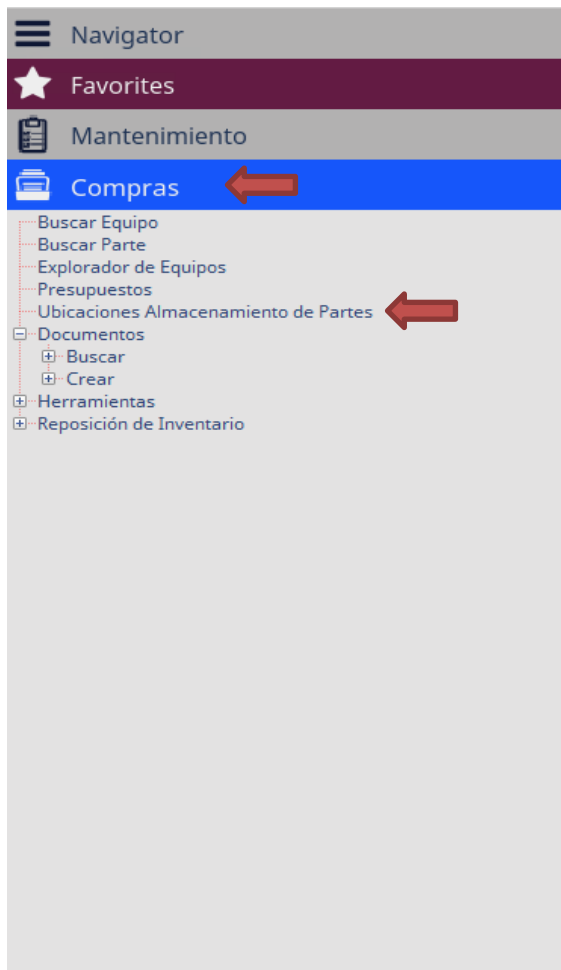 Navigator
Favorites
Mantenimiento
Compras
Buscar Equipo
Buscar Parte
Explorador de Equipos
Presupuestos
Ubicaciones Almacenamiento de Partes
Documentos
Buscar
Crear
Herramientas
Reposición de Inventario